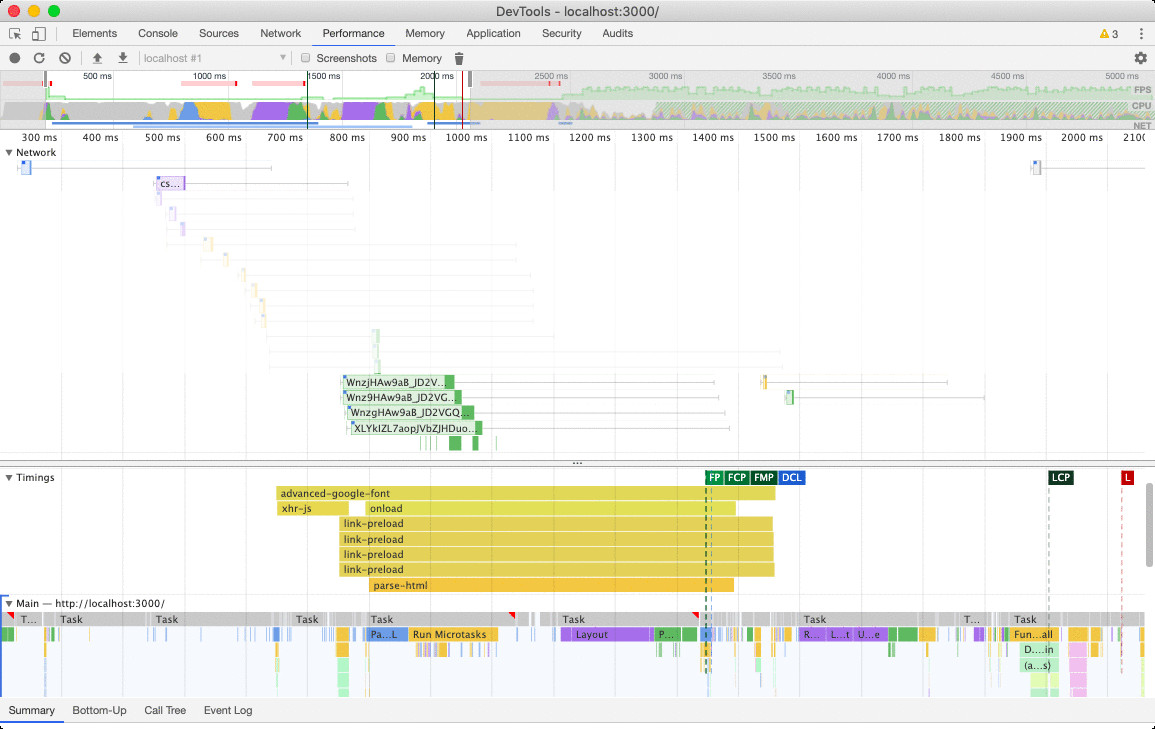 DevTools - localhost:3000/
Elements Console Sources Network Performance Memory Application Security Audits 3
localhost #1 Screenshots Memory
500 ms 1000 ms 1500 ms 2000 ms 2500 ms 3000 ms 3500 ms 4000 ms 4500 ms 5000 ms
FPS
CPU
NET
300 ms 400 ms 500 ms 600 ms 700 ms 800 ms 900 ms 1000 ms 1100 ms 1200 ms 1300 ms 1400 ms 1500 ms 1600 ms 1700 ms 1800 ms 1900 ms 2000 ms 2100
Network
cs...
WnzjHAw9aB_JD2V...
Wnz9HAw9aB_JD2VG...
WnzgHAw9aB_JD2VGQ...
XLYkIZL7aopJVbZJHDuo...
...
Timings FP FCP FMP DCL LCP L
advanced-google-font
xhr-js onload
link-preload
link-preload
link-preload
link-preload
parse-html
Main — http://localhost:3000/
T... Task Task Task Task Task Task T... Task
Pa...L Run Microtasks Layout P... R... L...t U...e Fun...all
D...in
(a...s)
Summary Bottom-Up Call Tree Event Log